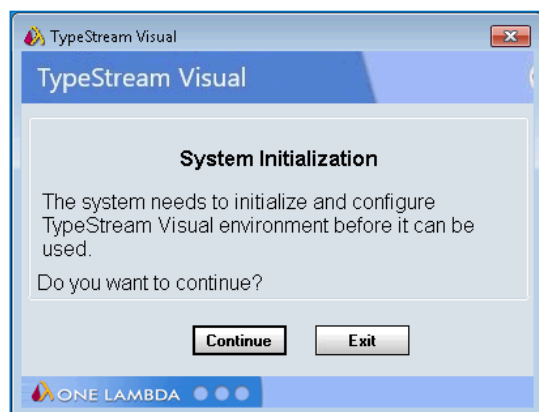 TypeStream Visual
TypeStream Visual
System Initialization
The system needs to initialize and configure
TypeStream Visual environment before it can be
used.
Do you want to continue?
Continue Exit
ONE LAMBDA